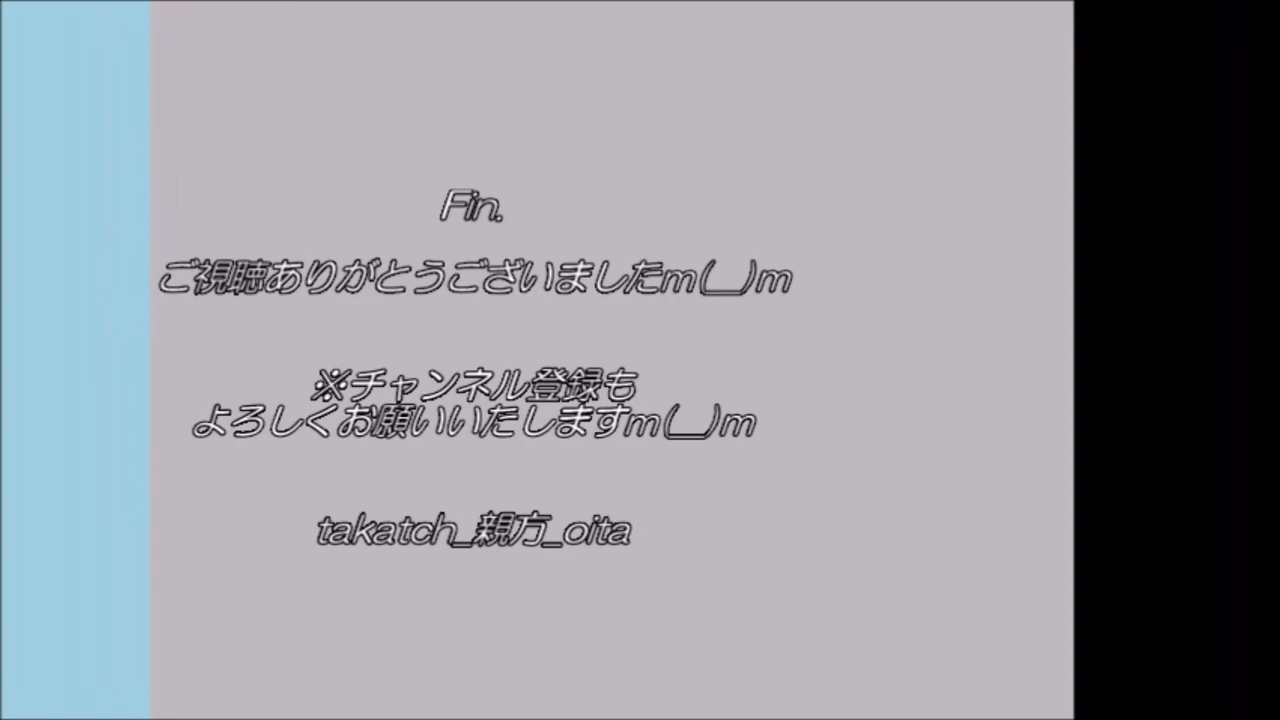 Fin.
ご視聴ありがとうございましたm(__)m
※チャンネル登録も
よろしくお願いいたしますm(__)m
takatch_親方_oita